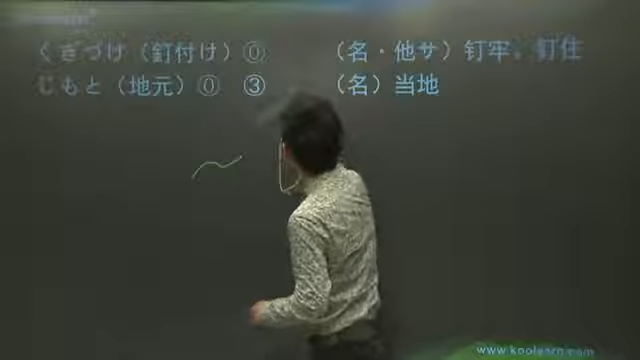 くぎづけ（釘付け）⓪ （名・他サ）钉牢，钉住
じもと（地元）⓪ ③ （名）当地
www.koolearn.com